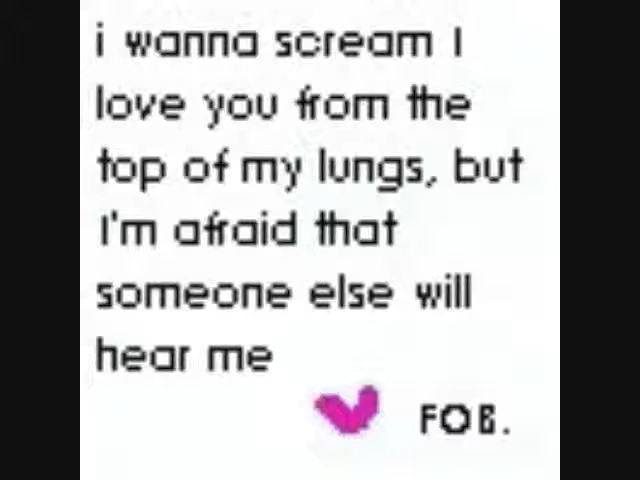 i wanna scream I
love you from the
top of my lungs, but
I'm afraid that
someone else will
hear me
FOB.